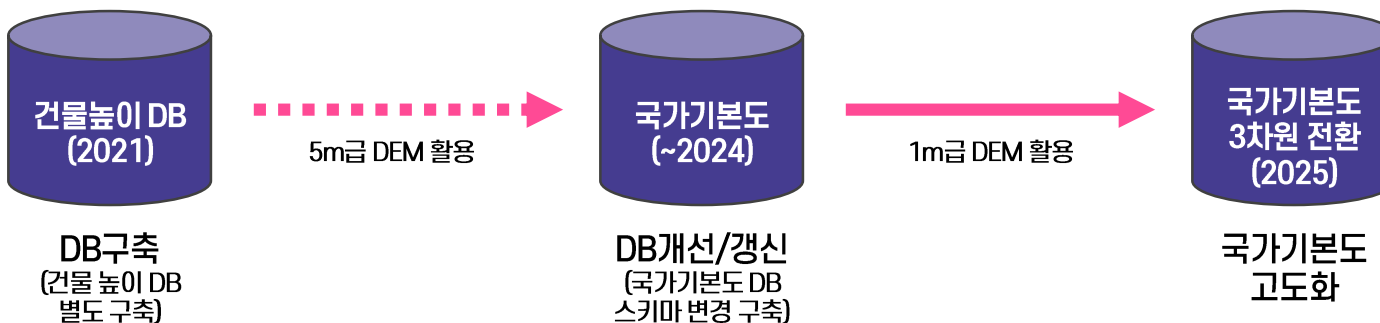 건물높이 DB
(2021)
5m급 DEM 활용
국가기본도
(~2024)
1m급 DEM 활용
국가기본도
3차원 전환
(2025)
DB구축
(건물 높이 DB
별도 구축)
DB개선/갱신
(국가기본도 DB
스키마 변경 구축)
국가기본도
고도화